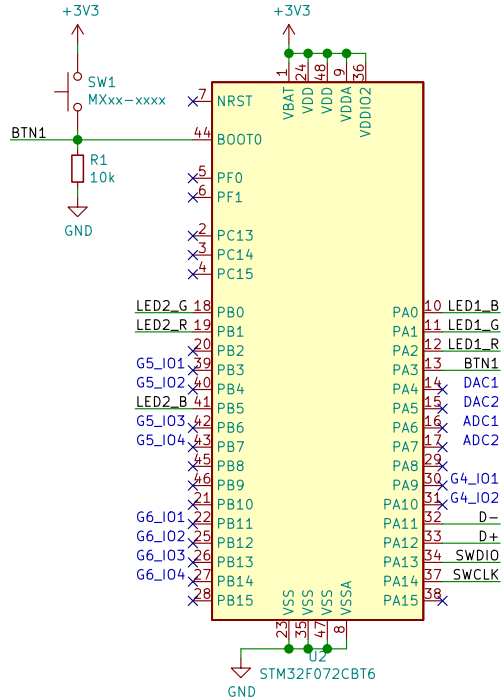 +3V3
+3V3
SW1
MXxx-xxxx
BTN1
R1
10k
GND
1
24
48
9
36
VBAT
VDD
VDD
VDDA
VDDIO2
7 NRST
44 BOOT0
5 PF0
6 PF1
2 PC13
3 PC14
4 PC15
LED2_G 18 PB0
LED2_R 19 PB1
20 PB2
G5_IO1 39 PB3
G5_IO2 40 PB4
LED2_B 41 PB5
G5_IO3 42 PB6
G5_IO4 43 PB7
45 PB8
46 PB9
21 PB10
G6_IO1 22 PB11
G6_IO2 25 PB12
G6_IO3 26 PB13
G6_IO4 27 PB14
28 PB15
PA0 10 LED1_B
PA1 11 LED1_G
PA2 12 LED1_R
PA3 13 BTN1
PA4 14 DAC1
PA5 15 DAC2
PA6 16 ADC1
PA7 17 ADC2
PA8 29
PA9 30 G4_IO1
PA10 31 G4_IO2
PA11 32 D-
PA12 33 D+
PA13 34 SWDIO
PA14 37 SWCLK
PA15 38
VSS
VSS
VSS
VSSA
23
35
47
8
U2
STM32F072CBT6
GND